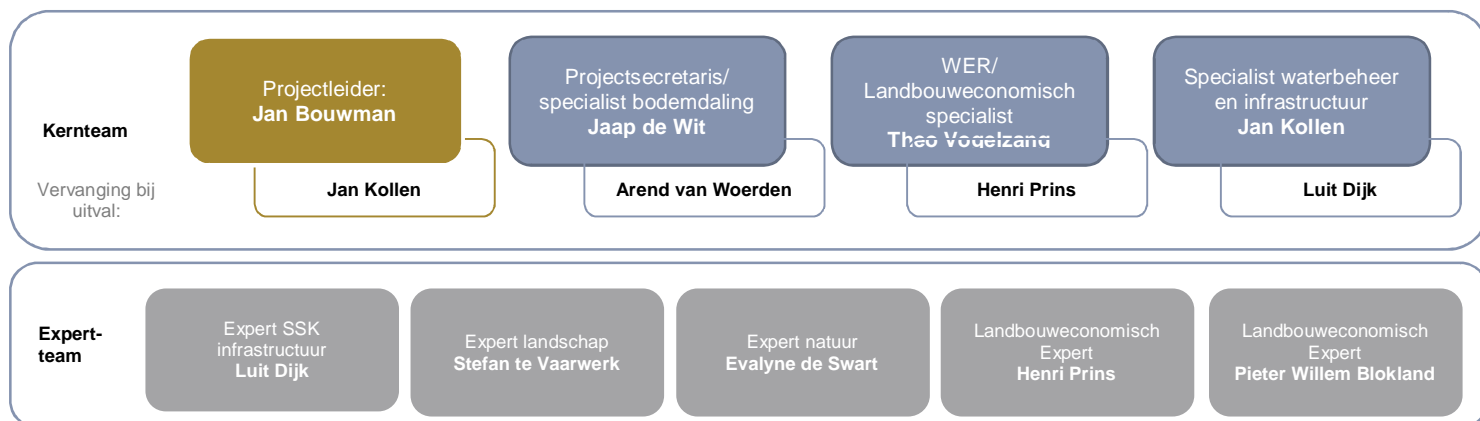 Kernteam
Projectleider:
Jan Bouwman
Projectsecretaris/
specialist bodemdaling
Jaap de Wit
WER/
Landbouweconomisch
specialist
Theo Vogelzang
Specialist waterbeheer
en infrastructuur
Jan Kollen
Vervanging bij
uitval:
Jan Kollen
Arend van Woerden
Henri Prins
Luit Dijk
Expert-
team
Expert SSK
infrastructuur
Luit Dijk
Expert landschap
Stefan te Vaarwerk
Expert natuur
Evalyne de Swart
Landbouweconomisch
Expert
Henri Prins
Landbouweconomisch
Expert
Pieter Willem Blokland